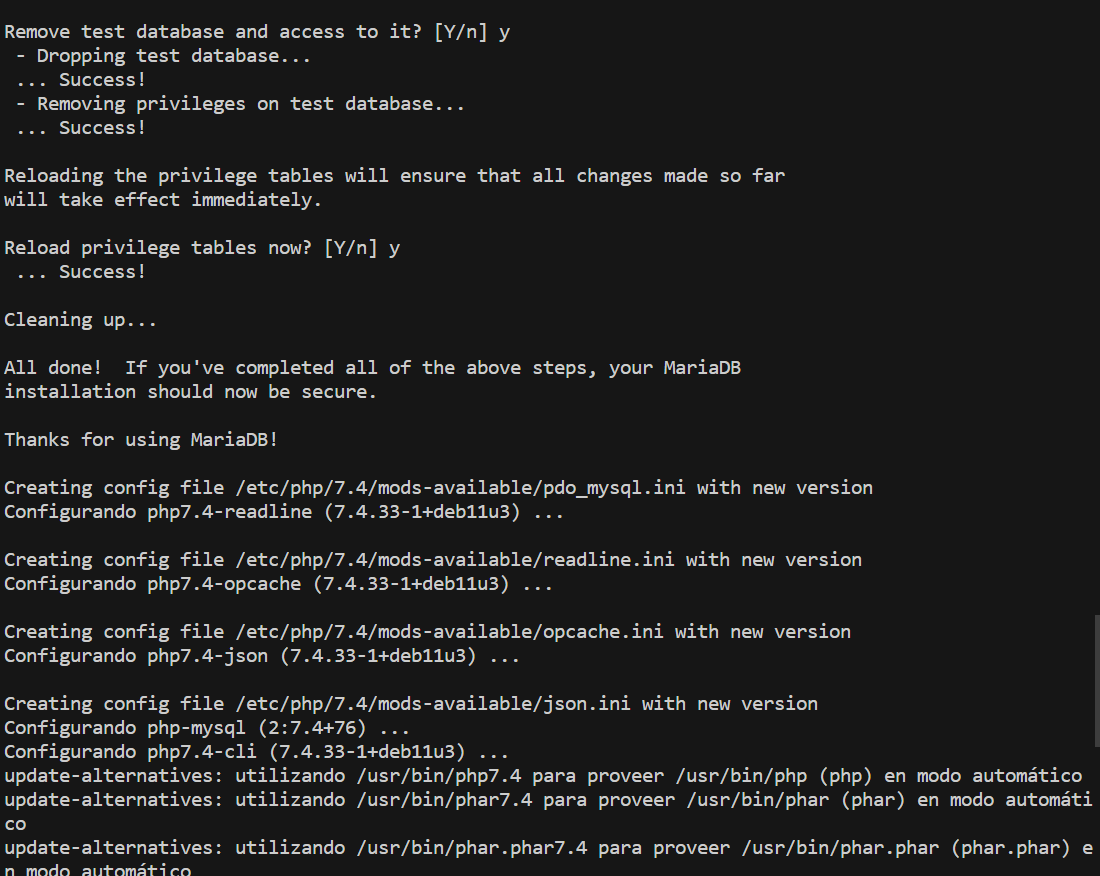 Remove test database and access to it? [Y/n] y
 - Dropping test database...
 ... Success!
 - Removing privileges on test database...
 ... Success!

Reloading the privilege tables will ensure that all changes made so far
will take effect immediately.

Reload privilege tables now? [Y/n] y
 ... Success!

Cleaning up...

All done!  If you've completed all of the above steps, your MariaDB
installation should now be secure.

Thanks for using MariaDB!

Creating config file /etc/php/7.4/mods-available/pdo_mysql.ini with new version
Configurando php7.4-readline (7.4.33-1+deb11u3) ...

Creating config file /etc/php/7.4/mods-available/readline.ini with new version
Configurando php7.4-opcache (7.4.33-1+deb11u3) ...

Creating config file /etc/php/7.4/mods-available/opcache.ini with new version
Configurando php7.4-json (7.4.33-1+deb11u3) ...

Creating config file /etc/php/7.4/mods-available/json.ini with new version
Configurando php-mysql (2:7.4+76) ...
Configurando php7.4-cli (7.4.33-1+deb11u3) ...
update-alternatives: utilizando /usr/bin/php7.4 para proveer /usr/bin/php (php) en modo automático
update-alternatives: utilizando /usr/bin/phar7.4 para proveer /usr/bin/phar (phar) en modo automáti
co
update-alternatives: utilizando /usr/bin/phar.phar7.4 para proveer /usr/bin/phar.phar (phar.phar) e
n modo automático